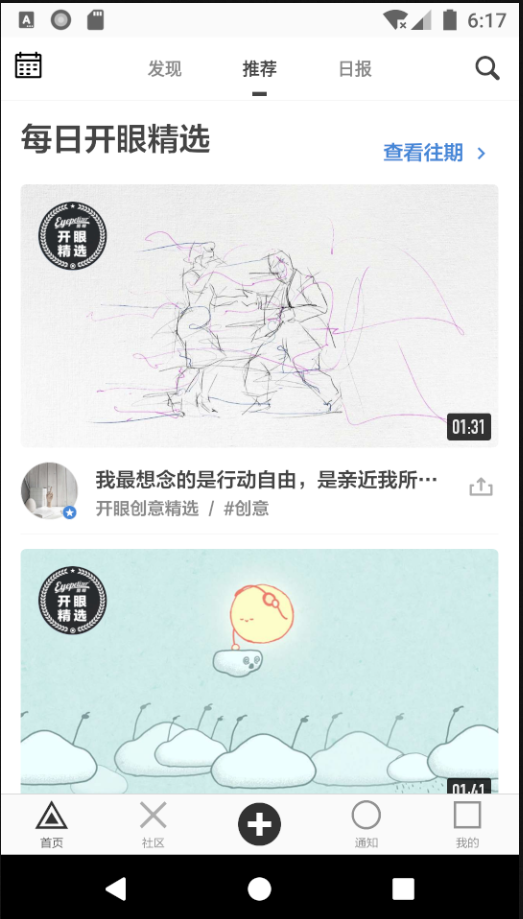 6:17
发现 推荐 日报
每日开眼精选
查看往期
Eyepetizer
开眼
精选
01:31
我最想念的是行动自由，是亲近我所…
开眼创意精选 / #创意
Eyepetizer
开眼
精选
01:41
首页 社区 通知 我的